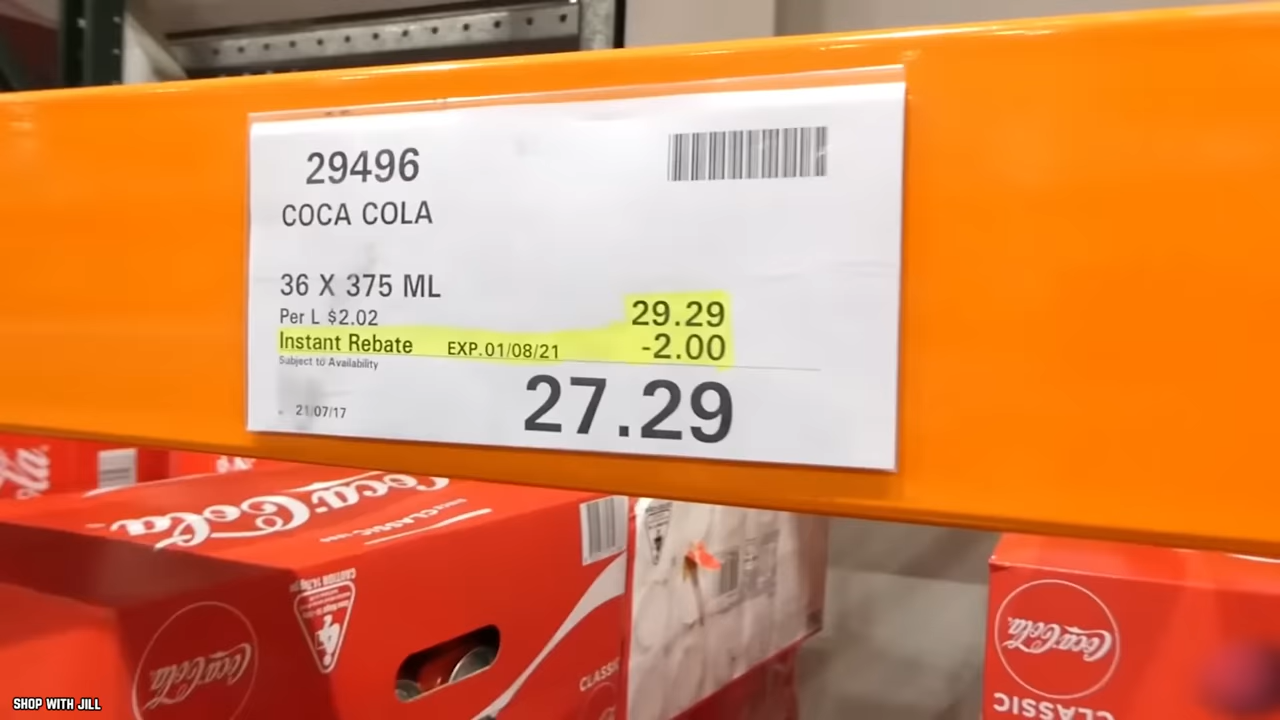 29496
COCA COLA
36 X 375 ML
Per L $2.02
29.29
Instant Rebate EXP.01/08/21 -2.00
Subject to Availability
27.29
21/07/17
Coca-Cola
CLASSIC
Coca-Cola
CLASSIC
Coca-Cola
CLASSIC
SHOP WITH JILL